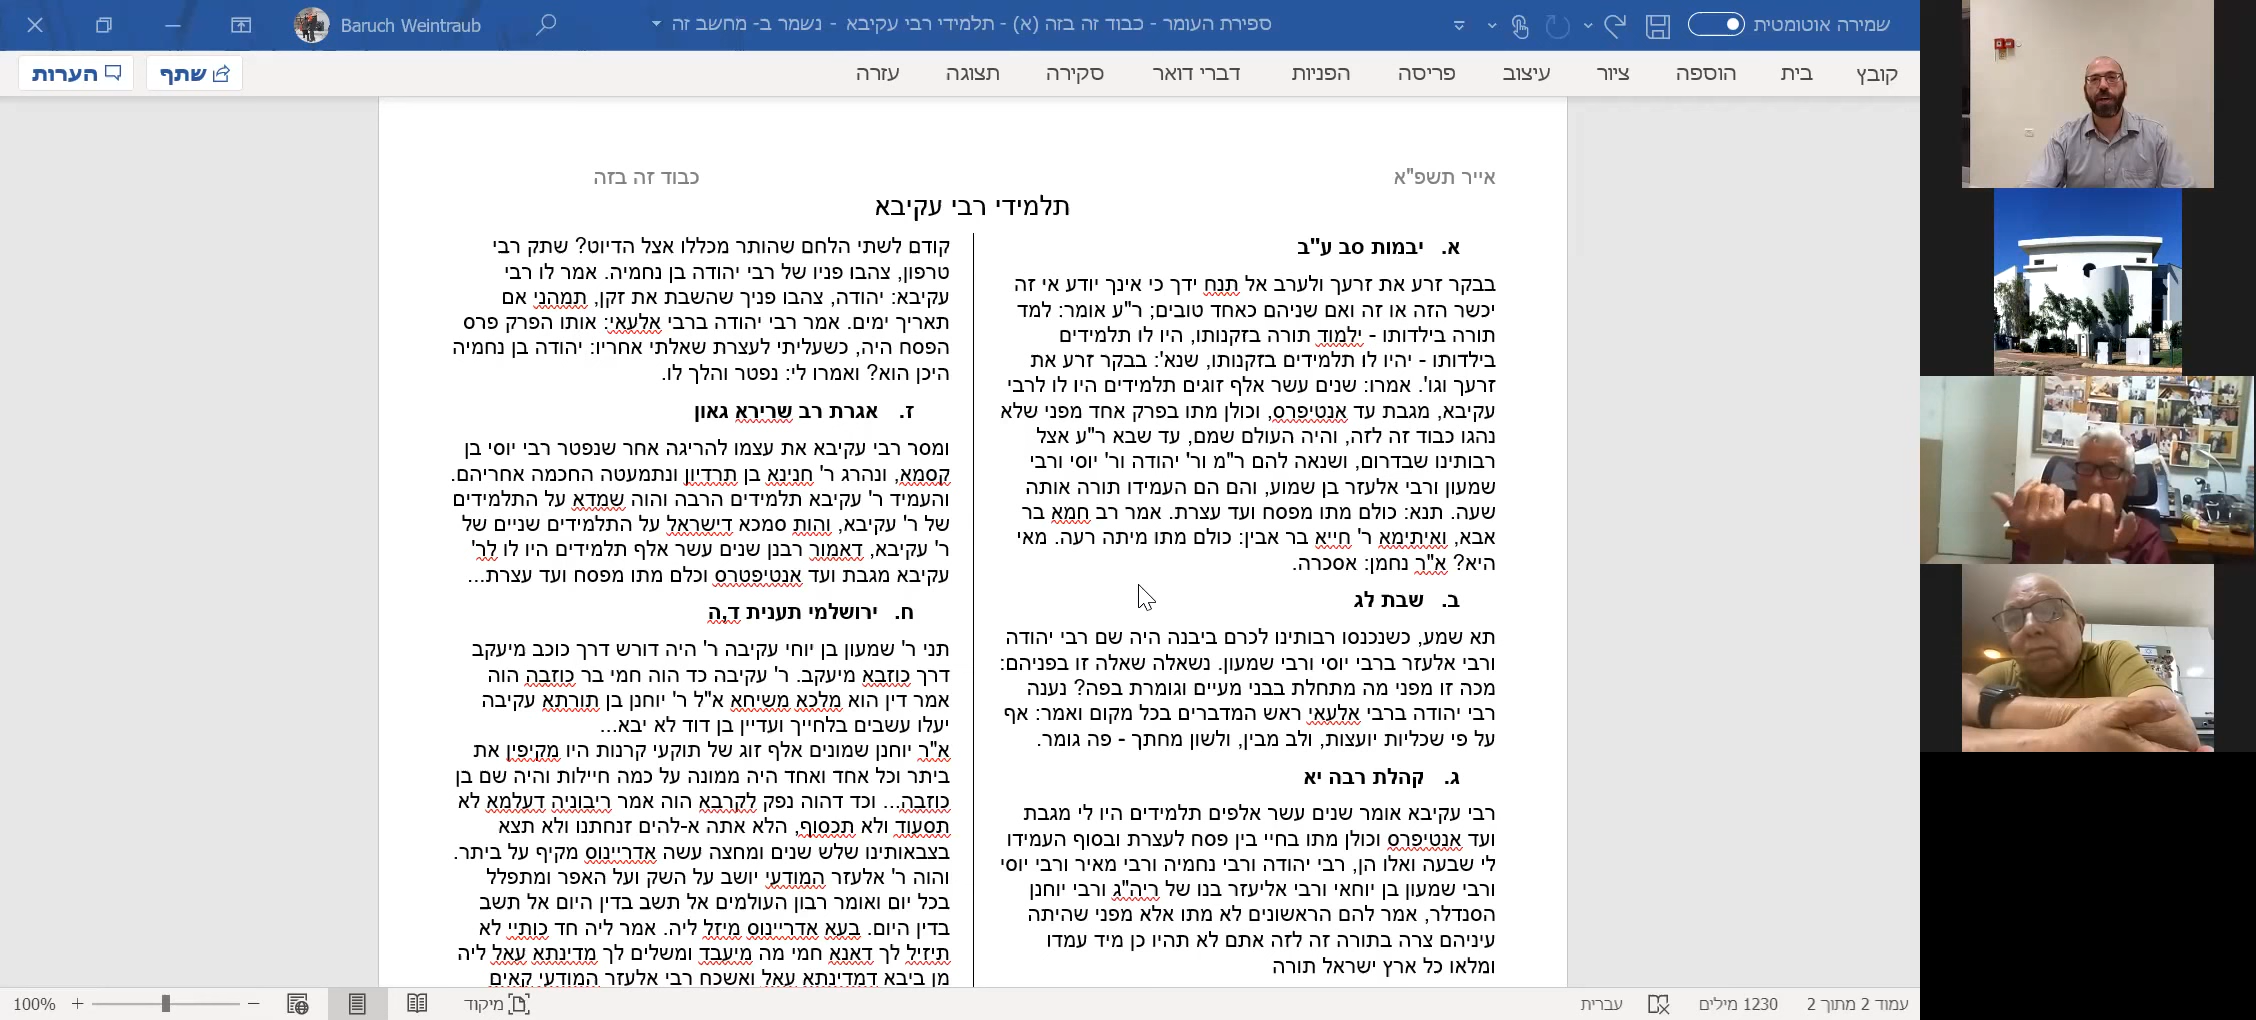 שמירה אוטומטית
ספירת העומר - כבוד זה בזה (א) - תלמידי רבי עקיבא - נשמר ב- מחשב זה
Baruch Weintraub
קובץ בית הוספה ציור עיצוב פריסה הפניות דברי דואר סקירה תצוגה עזרה
שתף
הערות
אייר תשפ"א
כבוד זה בזה
תלמידי רבי עקיבא
א. יבמות סב ע"ב
בבקר זרע את זרעך ולערב אל תנח ידך כי אינך יודע אי זה
יכשר הזה או זה ואם שניהם כאחד טובים; ר"ע אומר: למד
תורה בילדותו - ילמוד תורה בזקנותו, היו לו תלמידים
בילדותו - יהיו לו תלמידים בזקנותו, שנא': בבקר זרע את
זרעך וגו'. אמרו: שנים עשר אלף זוגים תלמידים היו לו לרבי
עקיבא, מגבת עד אנטיפרס, וכולן מתו בפרק אחד מפני שלא
נהגו כבוד זה לזה, והיה העולם שמם, עד שבא ר"ע אצל
רבותינו שבדרום, ושנאה להם ר"מ ור' יהודה ור' יוסי ורבי
שמעון ורבי אלעזר בן שמוע, והם הם העמידו תורה אותה
שעה. תנא: כולם מתו מפסח ועד עצרת. אמר רב חמא בר
אבא, ואיתימא ר' חייא בר אבין: כולם מתו מיתה רעה. מאי
היא? א"ר נחמן: אסכרה.
ב. שבת לג
תא שמע, כשנכנסו רבותינו לכרם ביבנה היה שם רבי יהודה
ורבי אלעזר ברבי יוסי ורבי שמעון. נשאלה שאלה זו בפניהם:
מכה זו מפני מה מתחלת בבני מעיים וגומרת בפה? נענה
רבי יהודה ברבי אלעאי ראש המדברים בכל מקום ואמר: אף
על פי שכליות יועצות, ולב מבין, ולשון מחתך - פה גומר.
ג. קהלת רבה יא
רבי עקיבא אומר שנים עשר אלפים תלמידים היו לי מגבת
ועד אנטיפרס וכולן מתו בחיי בין פסח לעצרת ובסוף העמידו
לי שבעה ואלו הן, רבי יהודה ורבי נחמיה ורבי מאיר ורבי יוסי
ורבי שמעון בן יוחאי ורבי אליעזר בנו של ריה"ג ורבי יוחנן
הסנדלר, אמר להם הראשונים לא מתו אלא מפני שהיתה
עיניהם צרה בתורה זה לזה אתם לא תהיו כן מיד עמדו
ומלאו כל ארץ ישראל תורה
קודם לשתי הלחם שהותר מכללו אצל הדיוט? שתק רבי
טרפון, צהבו פניו של רבי יהודה בן נחמיה. אמר לו רבי
עקיבא: יהודה, צהבו פניך שהשבת את זקן, תמהני אם
תאריך ימים. אמר רבי יהודה ברבי אלעאי: אותו הפרק פרס
הפסח היה, כשעליתי לעצרת שאלתי אחריו: יהודה בן נחמיה
היכן הוא? ואמרו לי: נפטר והלך לו.
ז. אגרת רב שרירא גאון
ומסר רבי עקיבא את עצמו להריגה אחר שנפטר רבי יוסי בן
קסמא, ונהרג ר' חנינא בן תרדיון ונתמעטה החכמה אחריהם.
והעמיד ר' עקיבא תלמידים הרבה והוה שמדא על התלמידים
של ר' עקיבא, והות סמכא דישראל על התלמידים שניים של
ר' עקיבא, דאמור רבנן שנים עשר אלף תלמידים היו לו לר'
עקיבא מגבת ועד אנטיפטרס וכלם מתו מפסח ועד עצרת...
ח. ירושלמי תענית ד,ה
תני ר' שמעון בן יוחי עקיבה ר' היה דורש דרך כוכב מיעקב
דרך כוזבא מיעקב. ר' עקיבה כד הוה חמי בר כוזבה הוה
אמר דין הוא מלכא משיחא א"ל ר' יוחנן בן תורתא עקיבה
יעלו עשבים בלחייך ועדיין בן דוד לא יבא...
א"ר יוחנן שמונים אלף זוג של תוקעי קרנות היו מקיפין את
ביתר וכל אחד ואחד היה ממונה על כמה חיילות והיה שם בן
כוזבה... וכד דהוה נפק לקרבא הוה אמר ריבוניה דעלמא לא
תסעוד ולא תכסוף, הלא אתה א-להים זנחתנו ולא תצא
בצבאותינו שלש שנים ומחצה עשה אדריינוס מקיף על ביתר.
והוה ר' אלעזר המודעי יושב על השק ועל האפר ומתפלל
בכל יום ואומר רבון העולמים אל תשב בדין היום אל תשב
בדין היום. בעא אדריינוס מיזל ליה. אמר ליה חד כותיי לא
תיזיל לך דאנא חמי מה מיעבד ומשלים לך מדינתא עאל ליה
מן ביבא דמדינתא עאל ואשכח רבי אלעזר המודעי קאים
עמוד 2 מתוך 2
1230 מילים
עברית
מיקוד
100%